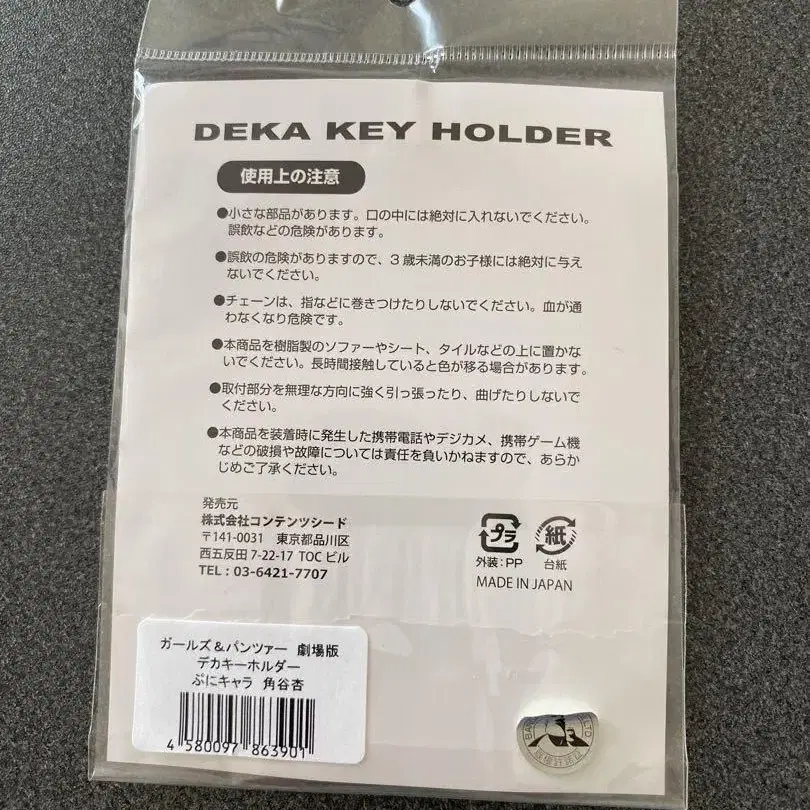 DEKA KEY HOLDER
使用上の注意
●小さな部品があります。口の中には絶対に入れないでください。
誤飲などの危険があります。
●誤飲の危険がありますので、3歳未満のお子様には絶対に与え
ないでください。
●チェーンは、指などに巻きつけたりしないでください。血が通
わなくなり危険です。
●本商品を樹脂製のソファーやシート、タイルなどの上に置かな
いでください。長時間接触していると色が移る場合があります。
●取付部分を無理な方向に強く引っ張ったり、曲げたりしないで
ください。
●本商品を装着時に発生した携帯電話やデジカメ、携帯ゲーム機
などの破損や故障については責任を負いかねますので、あらか
じめご了承ください。
発売元
株式会社コンテンツシード
〒141-0031 東京都品川区
西五反田 7-22-17 TOC ビル
TEL : 03-6421-7707
プラ
紙
外装:PP
台紙
MADE IN JAPAN
ガールズ&パンツァー 劇場版
デカキーホルダー
ぷにキャラ 角谷杏
4 580097 863901